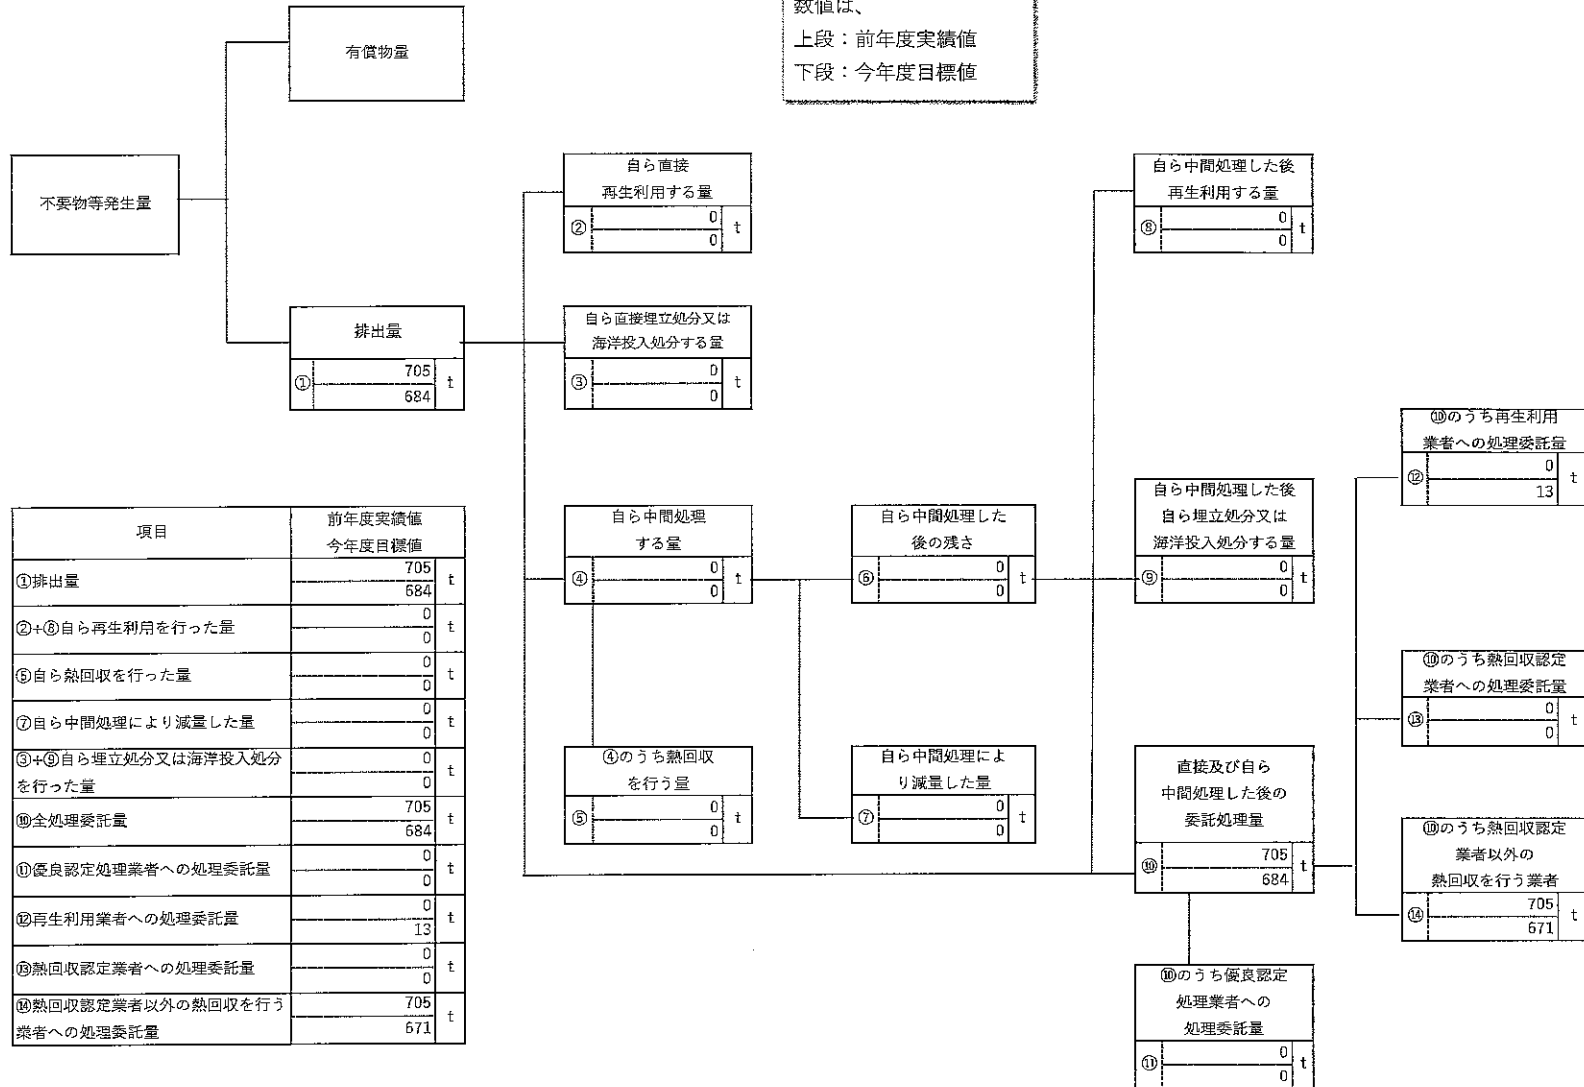 数値は、
上段：前年度実績値
下段：今年度目標値
有償物量
不要物等発生量
排出量
①
705
684
t
自ら直接
再生利用する量
②
0
0
t
自ら直接埋立処分又は
海洋投入処分する量
③
0
0
t
自ら中間処理
する量
④
0
0
t
④のうち熱回収
を行う量
⑤
0
0
t
自ら中間処理した
後の残さ
⑥
0
0
t
自ら中間処理によ
り減量した量
⑦
0
0
t
自ら中間処理した後
再生利用する量
⑧
0
0
t
自ら中間処理した後
自ら埋立処分又は
海洋投入処分する量
⑨
0
0
t
直接及び自ら
中間処理した後の
委託処理量
⑩
705
684
t
⑩のうち優良認定
処理業者への
処理委託量
⑪
0
0
t
⑩のうち再生利用
業者への処理委託量
⑫
0
13
t
⑩のうち熱回収認定
業者への処理委託量
⑬
0
0
t
⑩のうち熱回収認定
業者以外の
熱回収を行う業者
⑭
705
671
t
項目
前年度実績値
今年度目標値
①排出量
705
684
t
②+⑧自ら再生利用を行った量
0
0
t
⑤自ら熱回収を行った量
0
0
t
⑦自ら中間処理により減量した量
0
0
t
③+⑨自ら埋立処分又は海洋投入処分
を行った量
0
0
t
⑩全処理委託量
705
684
t
⑪優良認定処理業者への処理委託量
0
0
t
⑫再生利用業者への処理委託量
0
13
t
⑬熱回収認定業者への処理委託量
0
0
t
⑭熱回収認定業者以外の熱回収を行う
業者への処理委託量
705
671
t